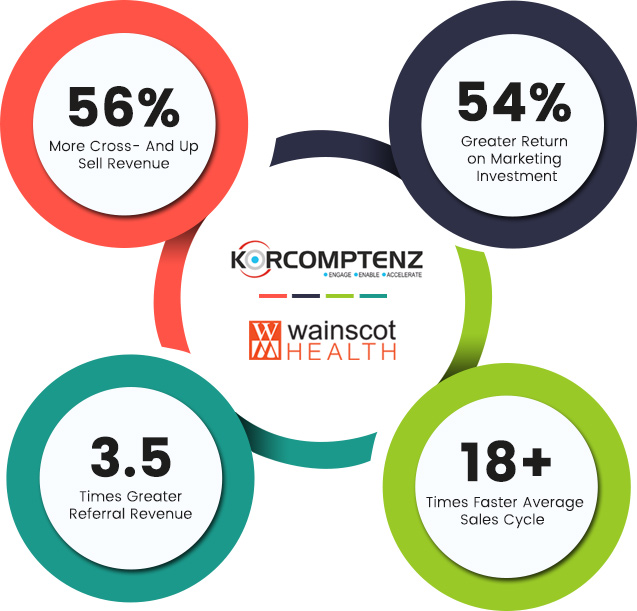 56%
More Cross- And Up
Sell Revenue
54%
Greater Return
on Marketing
Investment
KORCOMPTENZ
ENGAGE ENABLE ACCELERATE
W
M
wainscot
HEALTH
3.5
Times Greater
Referral Revenue
18+
Times Faster Average
Sales Cycle